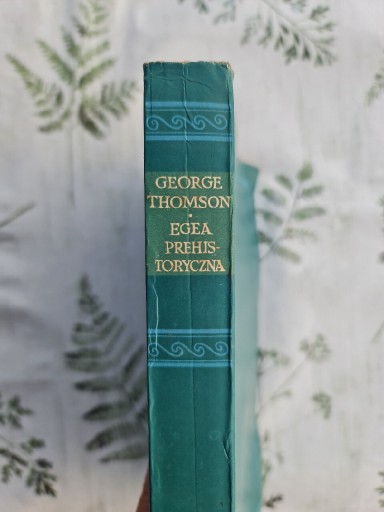 GEORGE
THOMSON
•
EGEA
PREHIS-
TORYCZNA